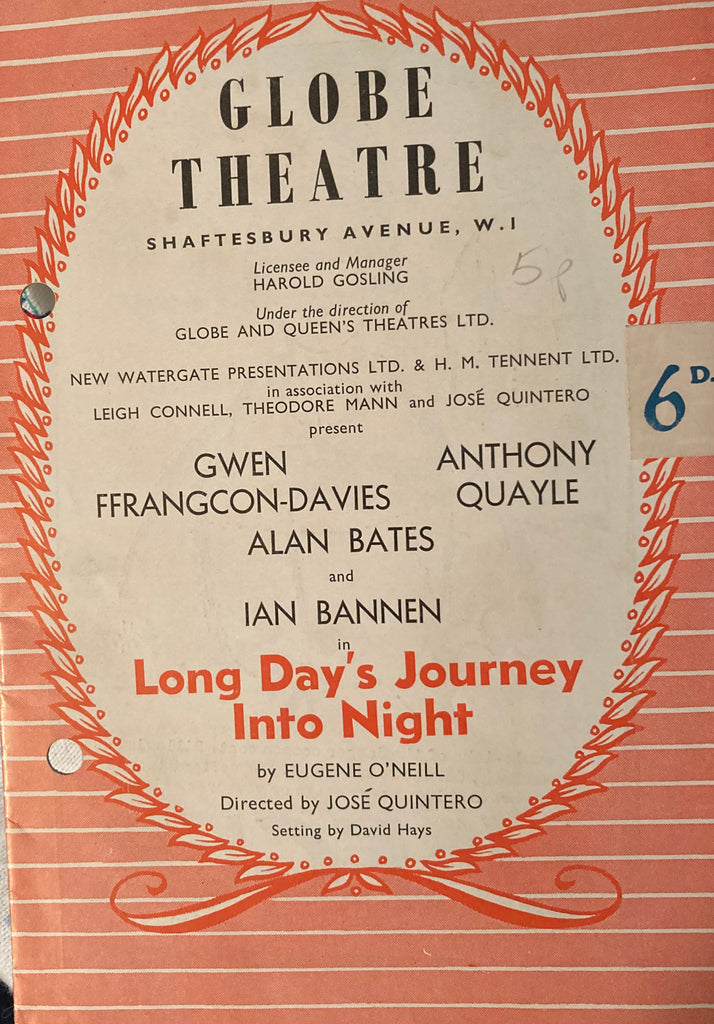 GLOBE
THEATRE
SHAFTESBURY AVENUE, W.1
Licensee and Manager
HAROLD GOSLING
5p
Under the direction of
GLOBE AND QUEEN'S THEATRES LTD.
NEW WATERGATE PRESENTATIONS LTD. & H. M. TENNENT LTD.
in association with
LEIGH CONNELL, THEODORE MANN and JOSÉ QUINTERO
present
6D.
GWEN
FFRANGCON-DAVIES
ANTHONY
QUAYLE
ALAN BATES
and
IAN BANNEN
in
Long Day's Journey
Into Night
by EUGENE O'NEILL
Directed by JOSÉ QUINTERO
Setting by David Hays